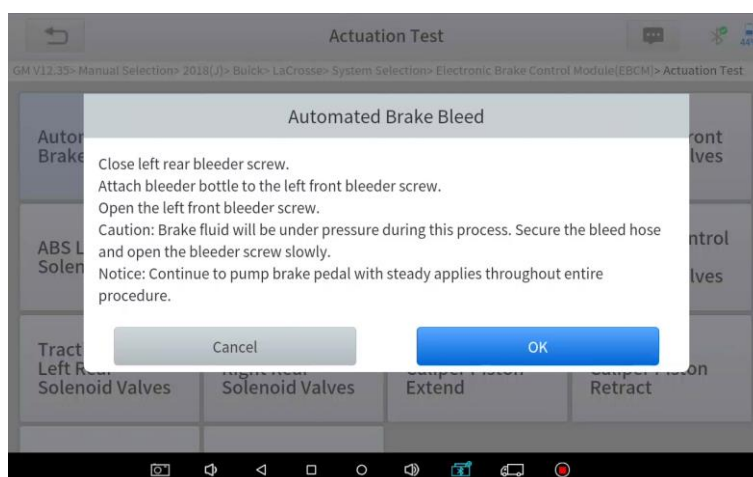 Actuation Test
GM V12.35> Manual Selection> 2018(J)> Buick> LaCrosse> System Selection> Electronic Brake Control Module(EBCM)> Actuation Test
Automated Brake Bleed
Close left rear bleeder screw.
Attach bleeder bottle to the left front bleeder screw.
Open the left front bleeder screw.
Caution: Brake fluid will be under pressure during this process. Secure the bleed hose
and open the bleeder screw slowly.
Notice: Continue to pump brake pedal with steady applies throughout entire
procedure.
Cancel
OK
Solenoid Valves
Solenoid Valves
Extend
Retract